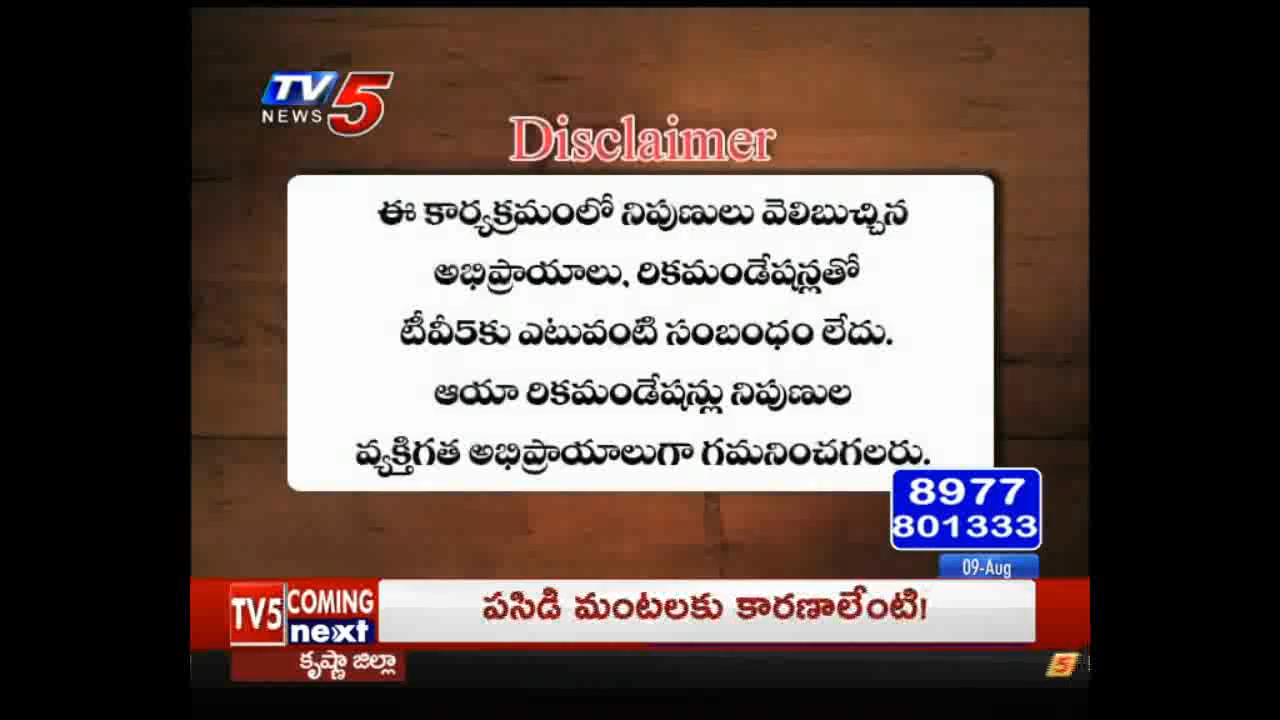 TV5
NEWS
Disclaimer
ఈ కార్యక్రమంలో నిపుణులు వెలిబుచ్చిన
అభిప్రాయాలు, రికమండేషన్లతో
టీవీ5కు ఎటువంటి సంబంధం లేదు.
ఆయా రికమండేషన్లు నిపుణుల
వ్యక్తిగత అభిప్రాయాలుగా గమనించగలరు.
8977
801333
09-Aug
TV5 COMING next
పసిడి మంటలకు కారణాలేంటి!
కృష్ణా జిల్లా
5